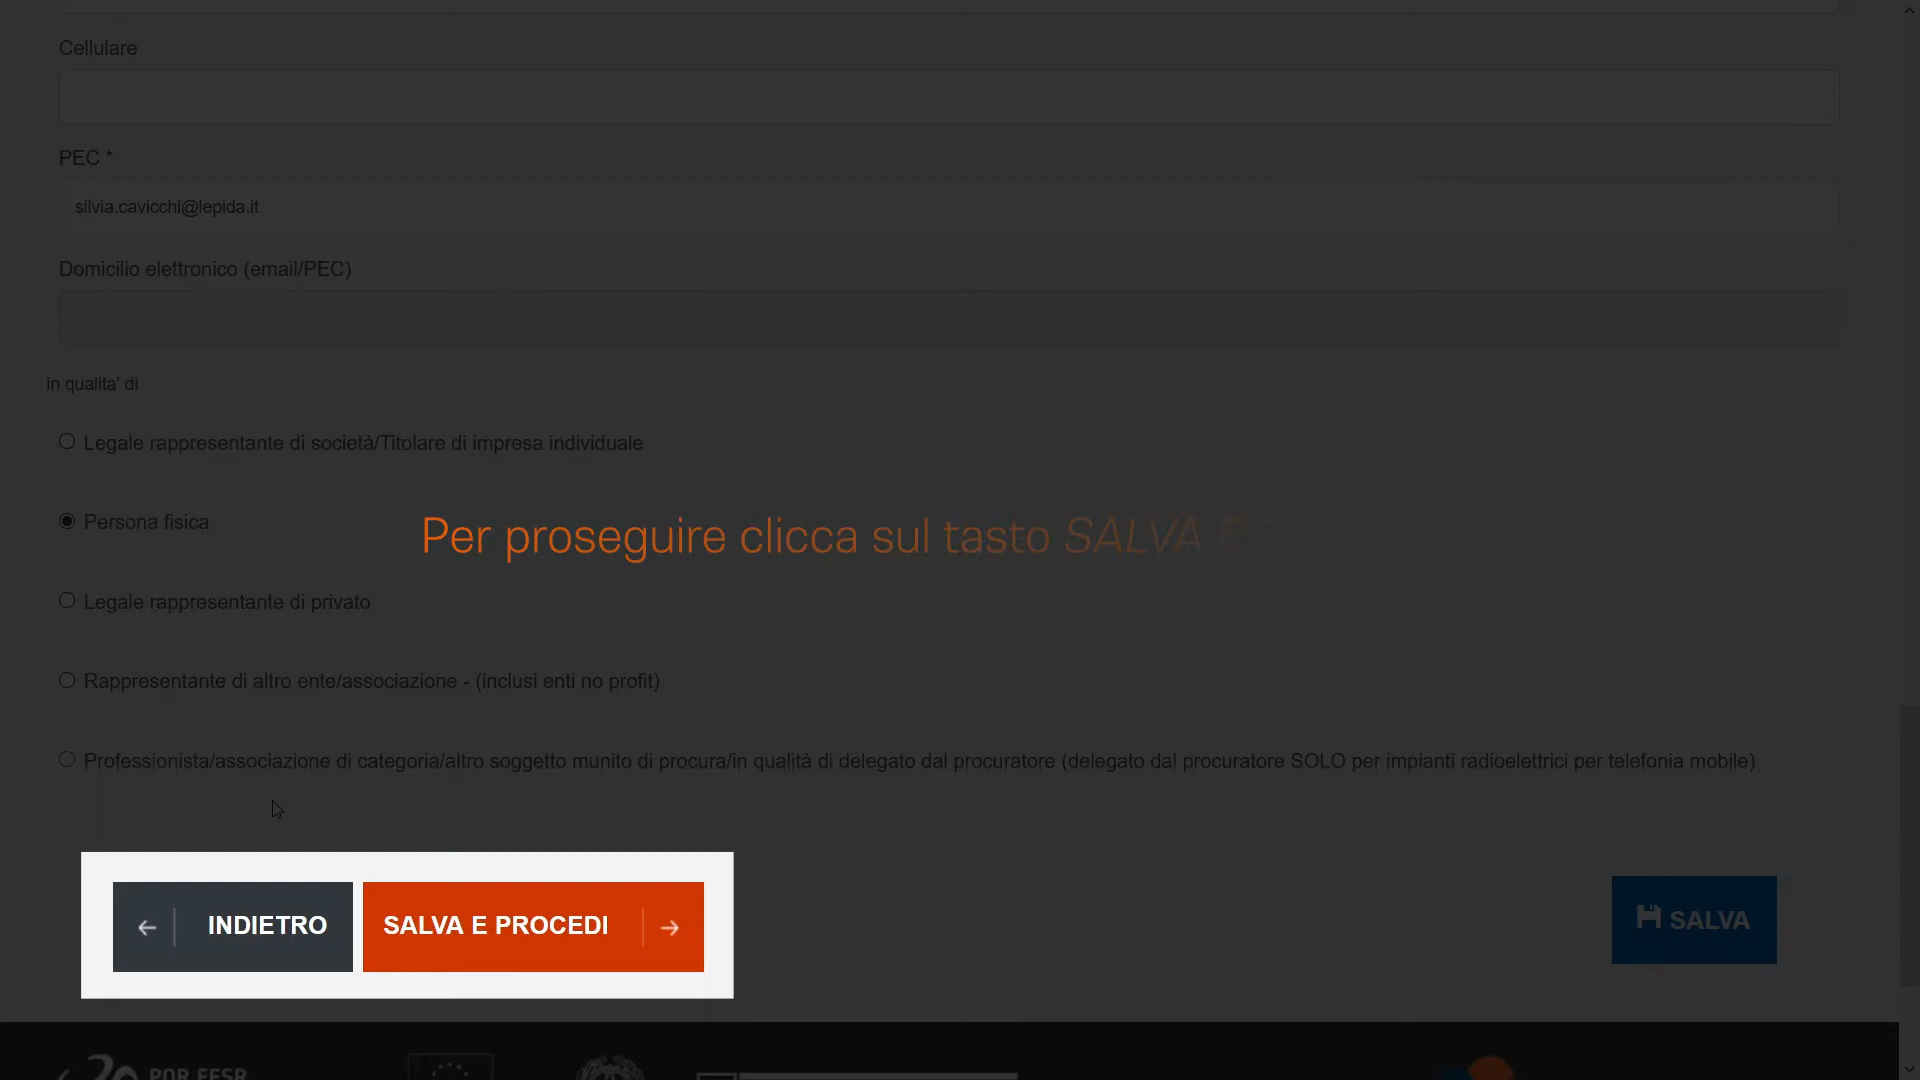 Cellulare
PEC *
silvia.cavicchi@lepida.it
Domicilio elettronico (email/PEC)
in qualita' di
Legale rappresentante di società/Titolare di impresa individuale
Persona fisica
Per proseguire clicca sul tasto SALVA E
Legale rappresentante di privato
Rappresentante di altro ente/associazione - (inclusi enti no profit)
Professionista/associazione di categoria/altro soggetto munito di procura/in qualità di delegato dal procuratore (delegato dal procuratore SOLO per impianti radioelettrici per telefonia mobile)
INDIETRO
SALVA E PROCEDI
SALVA
POR FESR